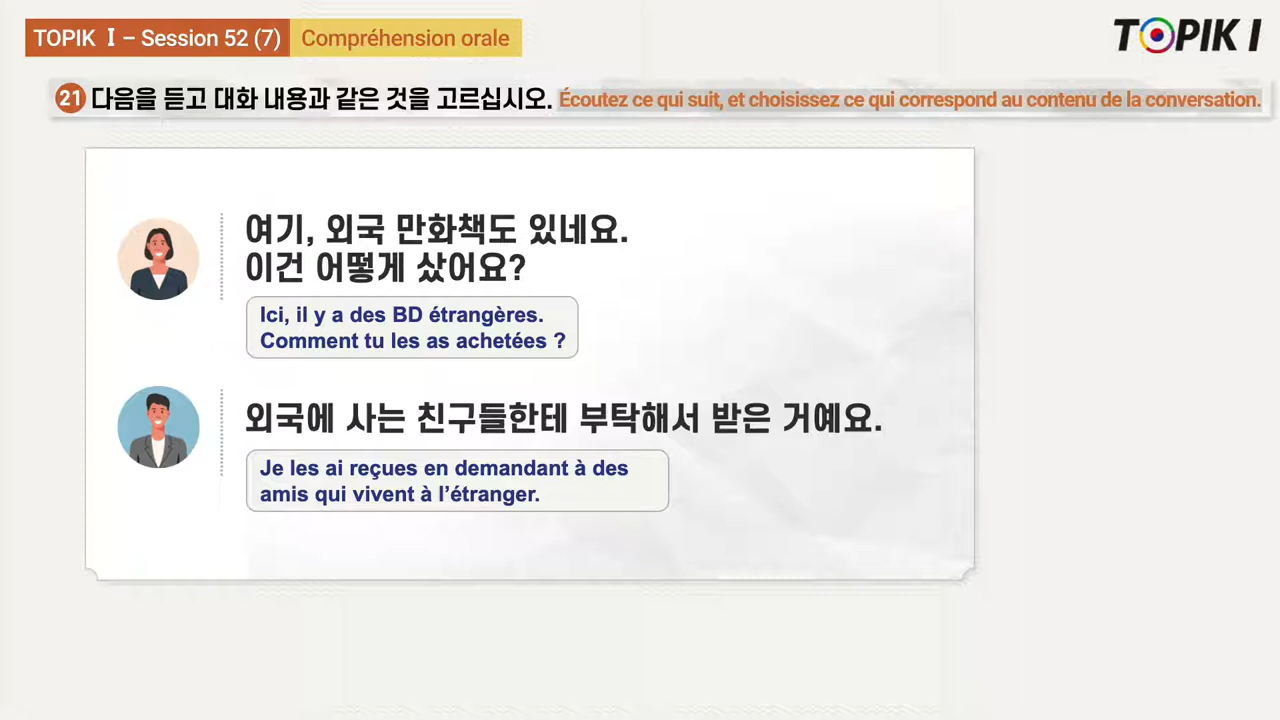 TOPIK I – Session 52 (7) Compréhension orale
TOPIK I
21 다음을 듣고 대화 내용과 같은 것을 고르십시오. Écoutez ce qui suit, et choisissez ce qui correspond au contenu de la conversation.
여기, 외국 만화책도 있네요.
이건 어떻게 샀어요?
Ici, il y a des BD étrangères.
Comment tu les as achetées ?
외국에 사는 친구들한테 부탁해서 받은 거예요.
Je les ai reçues en demandant à des
amis qui vivent à l’étranger.